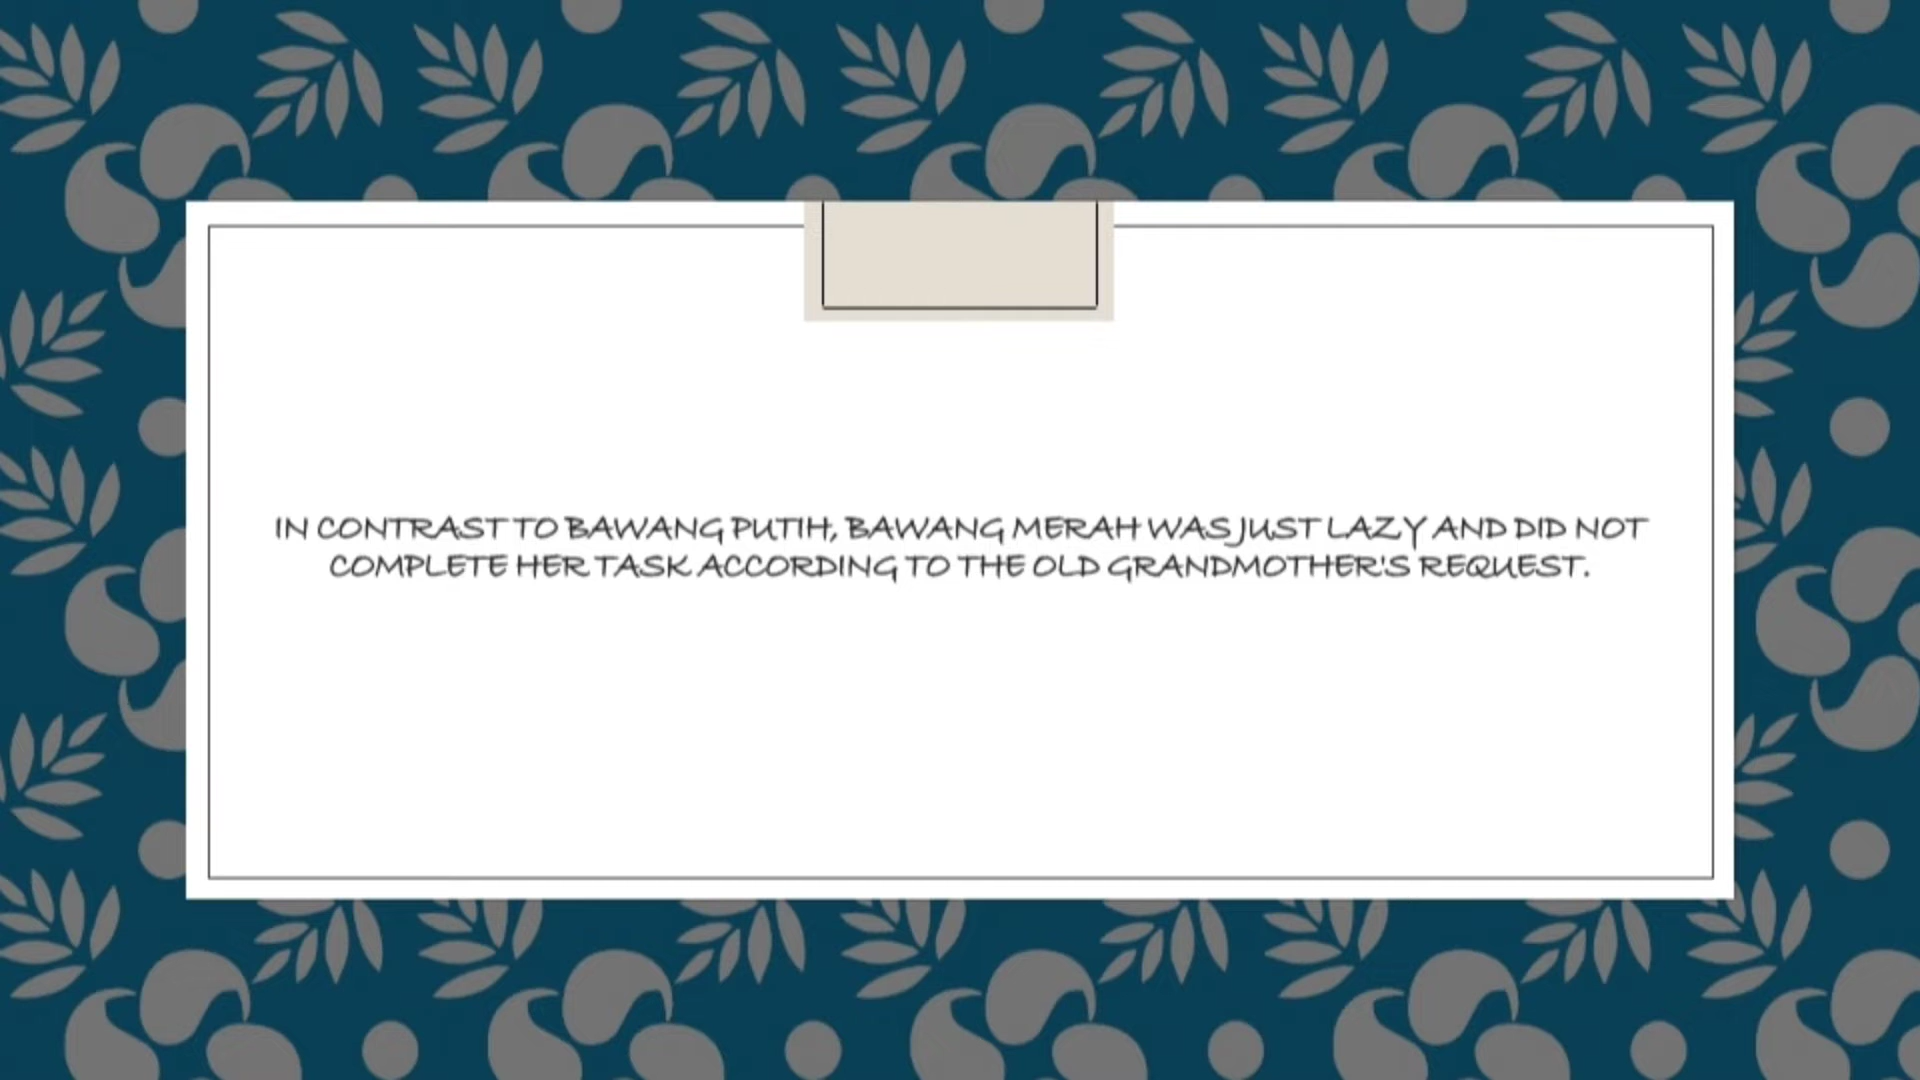 IN CONTRAST TO BAWANG PUTIH, BAWANG MERAH WAS JUST LAZY AND DID NOT
COMPLETE HER TASK ACCORDING TO THE OLD GRANDMOTHER'S REQUEST.